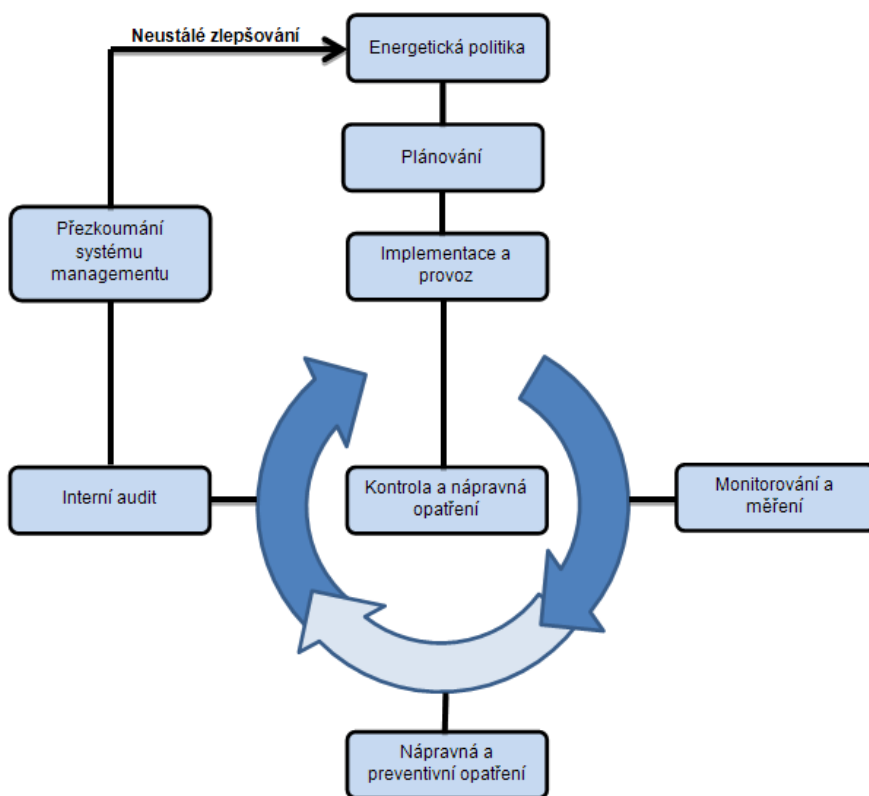 Neustálé zlepšování
Energetická politika
Plánování
Přezkoumání
systému
managementu
Implementace a
provoz
Interní audit
Kontrola a nápravná
opatření
Monitorování a
měření
Nápravná a
preventivní opatření